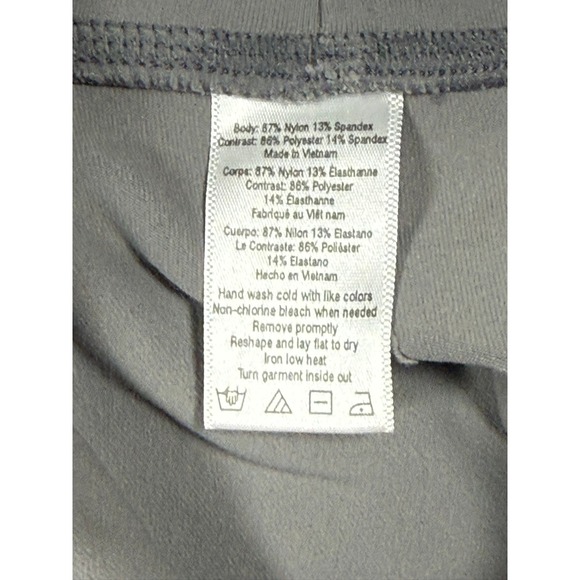 Body: 87% Nylon 13% Spandex
Contrast: 86% Polyester 14% Spandex
Made in Vietnam
Corps: 87% Nylon 13% Élasthanne
Contrast: 86% Polyester
14% Élasthanne
Fabriqué au Viêt nam
Cuerpo: 87% Nilon 13% Elastano
Le Contraste: 86% Poliéster
14% Elastano
Hecho en Vietnam
Hand wash cold with like colors
Non-chlorine bleach when needed
Remove promptly
Reshape and lay flat to dry
Iron low heat
Turn garment inside out